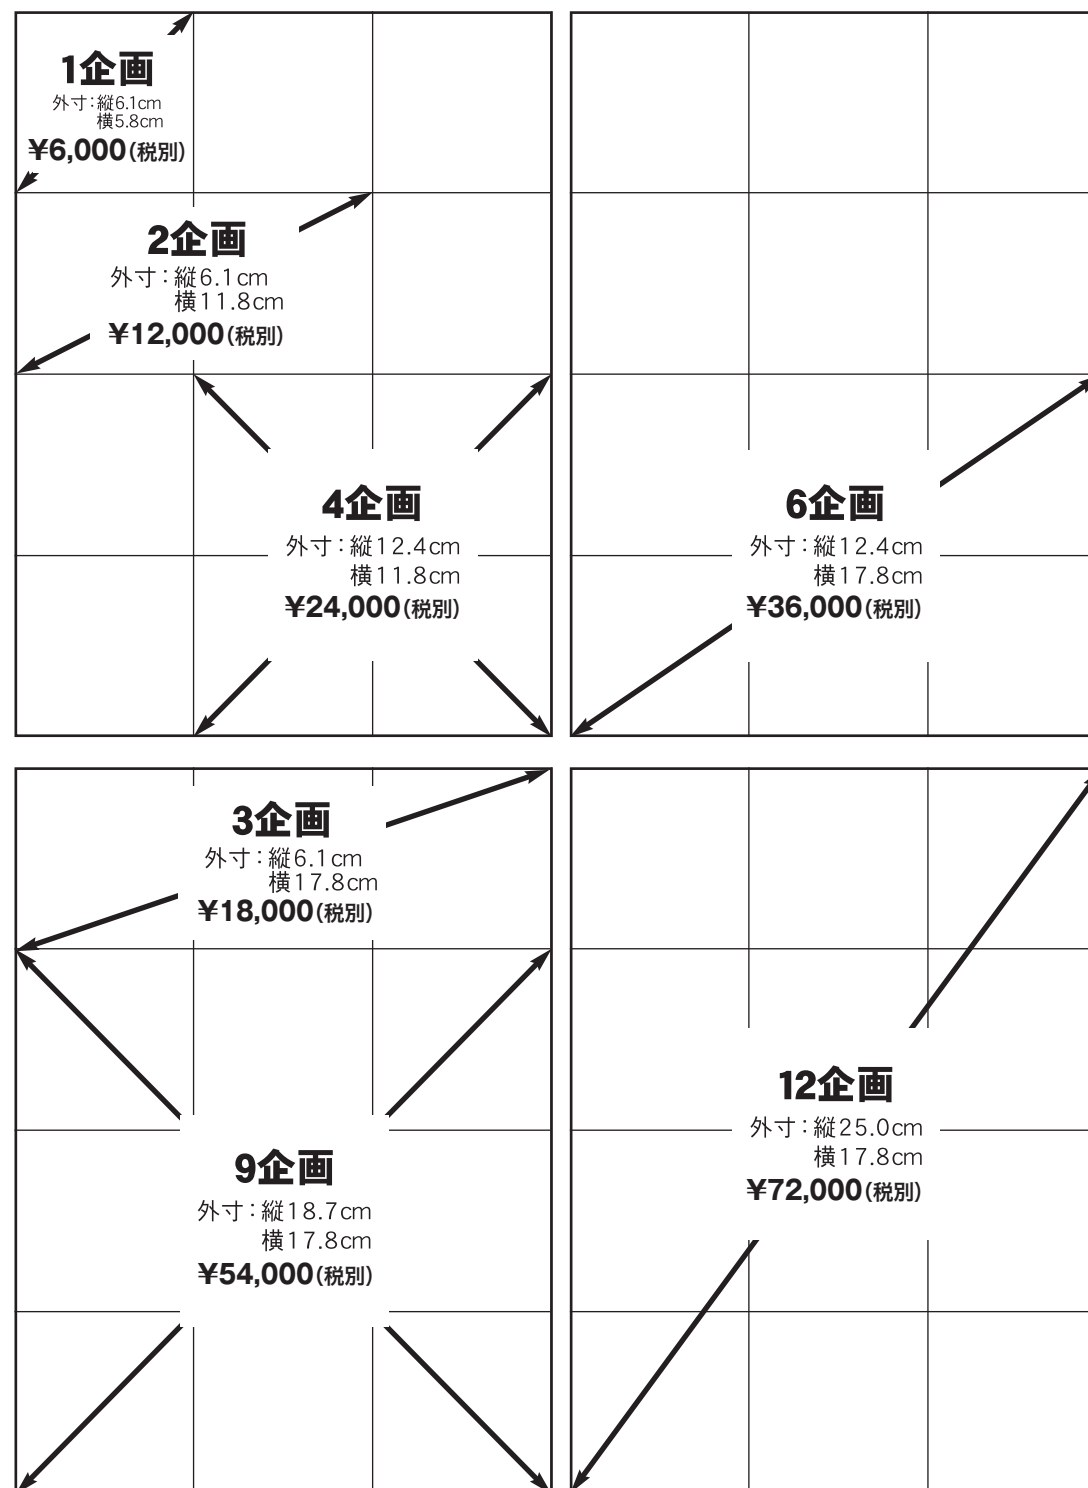 1企画
外寸:縦6.1cm
横5.8cm
¥6,000(税別)
2企画
外寸:縦6.1cm
横11.8cm
¥12,000(税別)
4企画
外寸:縦12.4cm
横11.8cm
¥24,000(税別)
6企画
外寸:縦12.4cm
横17.8cm
¥36,000(税別)
3企画
外寸:縦6.1cm
横17.8cm
¥18,000(税別)
9企画
外寸:縦18.7cm
横17.8cm
¥54,000(税別)
12企画
外寸:縦25.0cm
横17.8cm
¥72,000(税別)